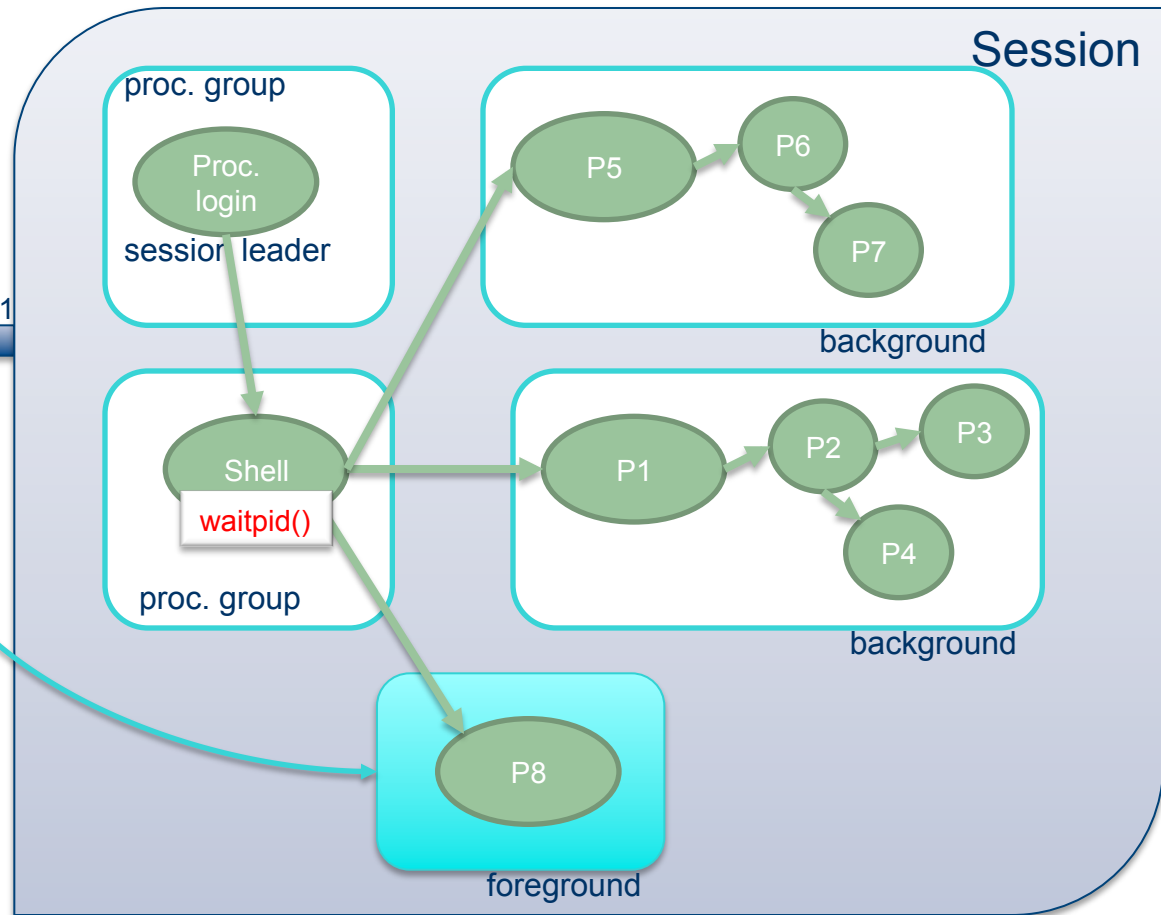 Session
proc. group
Proc.
login
session leader
P5
P6
P7
background
1
Shell
waitpid()
proc. group
P1
P2
P3
P4
background
P8
foreground